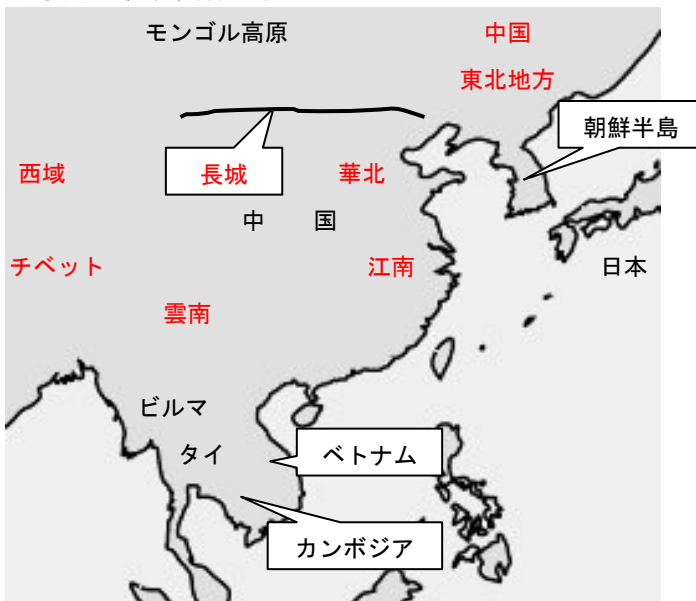 モンゴル高原
中国
東北地方
朝鮮半島
西域
長城
華北
中 国
チベット
江南
日本
雲南
ビルマ
タイ
ベトナム
カンボジア